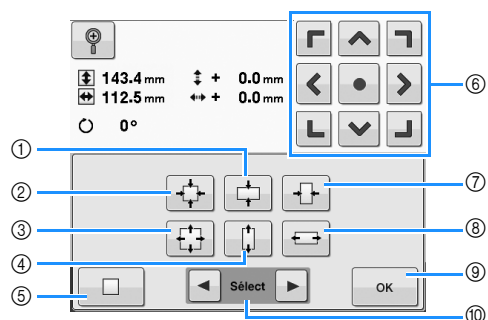 143.4 mm + 0.0 mm
112.5 mm + 0.0 mm
0°
①
②
③
④
⑤
⑥
⑦
⑧
⑨
⑩
Sélect
OK